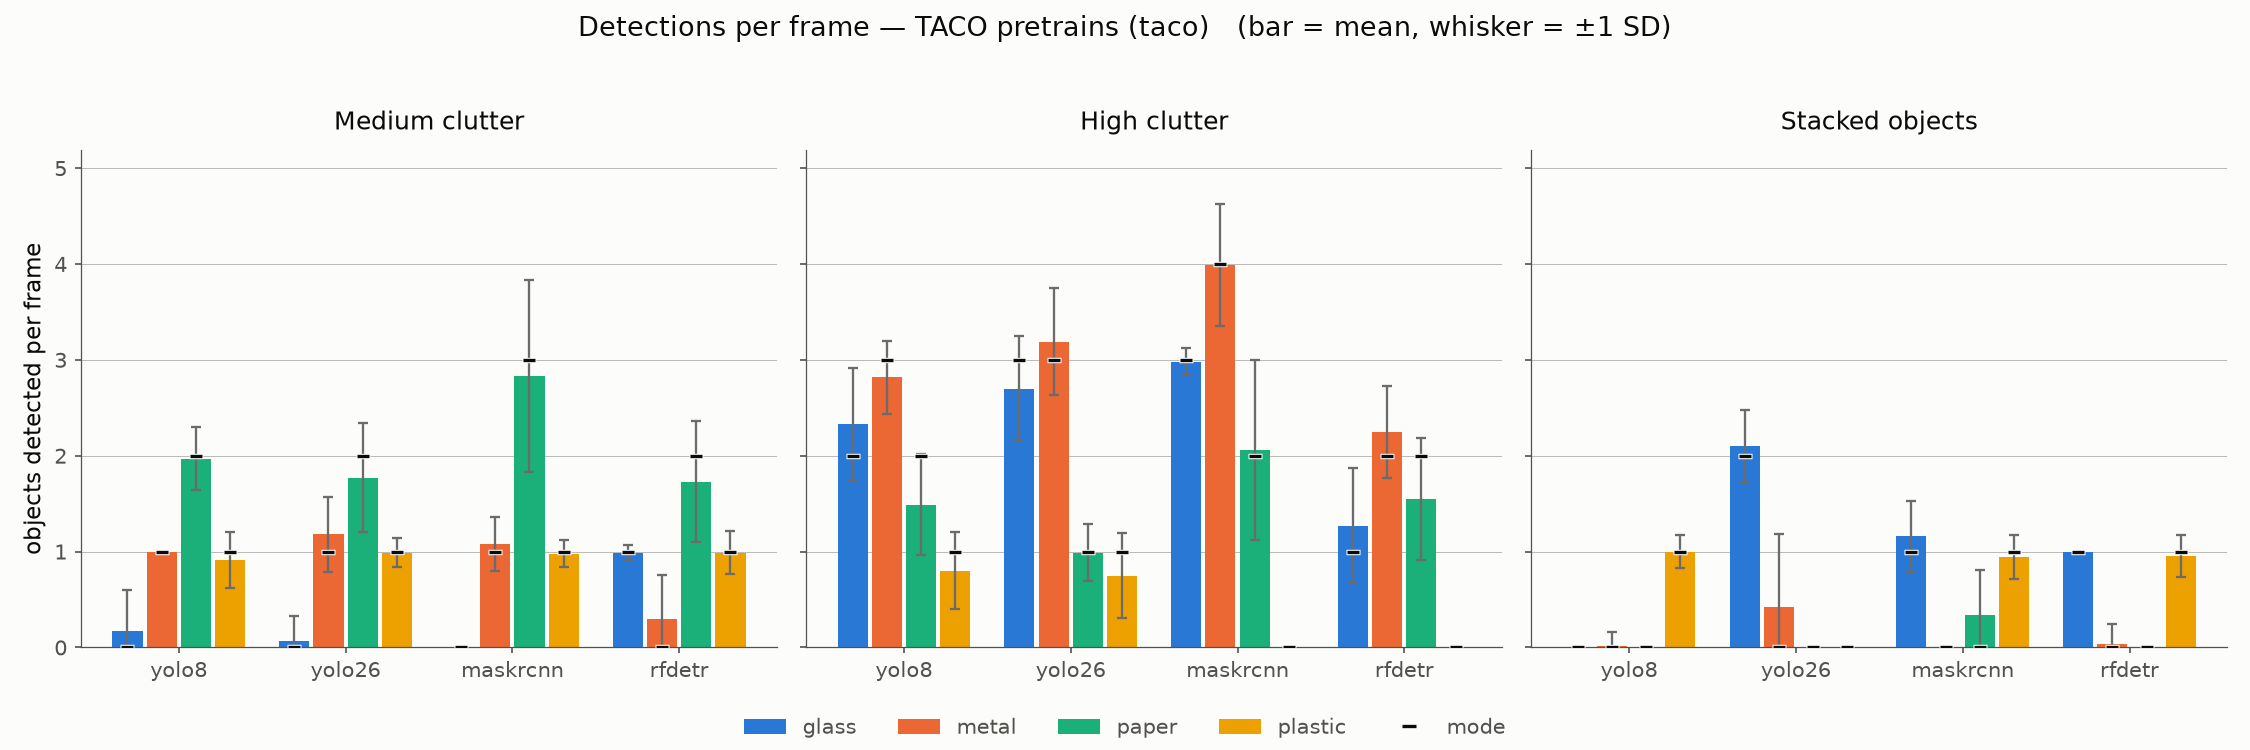 Detections per frame — TACO pretrains (taco) (bar = mean, whisker = ±1 SD)
Medium clutter
High clutter
Stacked objects
objects detected per frame
5
4
3
2
1
0
yolo8 yolo26 maskrcnn rfdetr
yolo8 yolo26 maskrcnn rfdetr
yolo8 yolo26 maskrcnn rfdetr
glass metal paper plastic mode